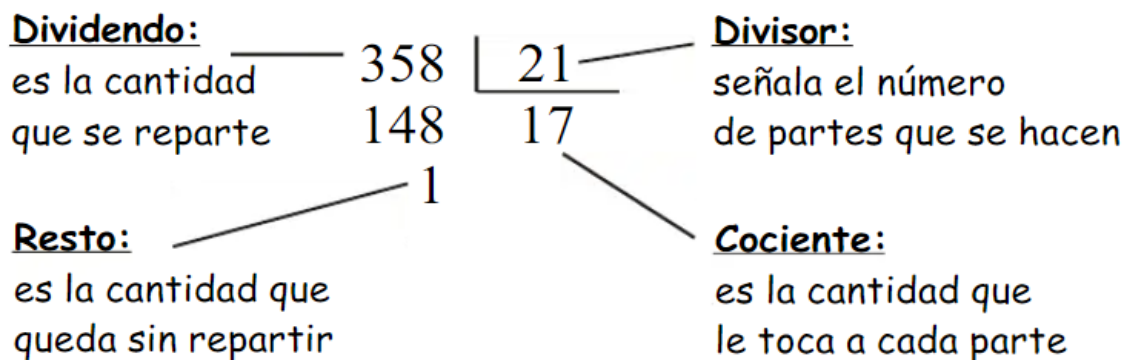 Dividendo:
es la cantidad
que se reparte
358 21
148 17
1
Divisor:
señala el número
de partes que se hacen
Resto:
es la cantidad que
queda sin repartir
Cociente:
es la cantidad que
le toca a cada parte